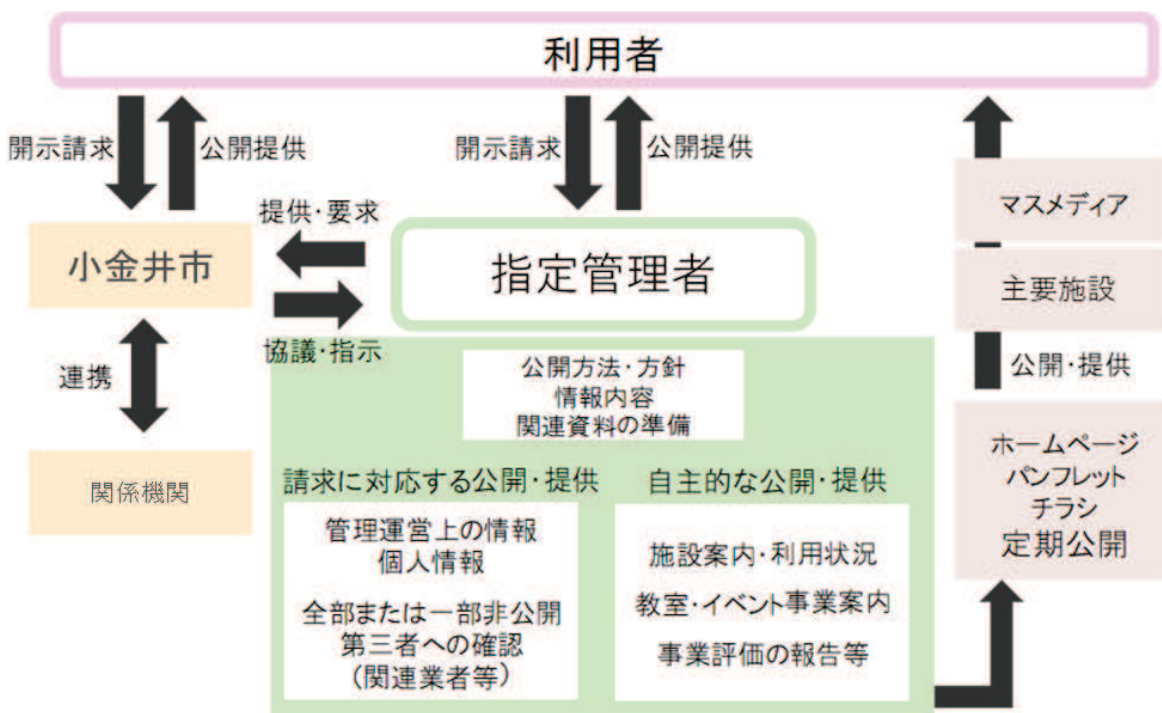 利用者
開示請求
公開提供
開示請求
公開提供
提供・要求
小金井市
指定管理者
協議・指示
連携
関係機関
公開方法・方針
情報内容
関連資料の準備
請求に対応する公開・提供
管理運営上の情報
個人情報
全部または一部非公開
第三者への確認
(関連業者等)
自主的な公開・提供
施設案内・利用状況
教室・イベント事業案内
事業評価の報告等
マスメディア
主要施設
公開・提供
ホームページ
パンフレット
チラシ
定期公開